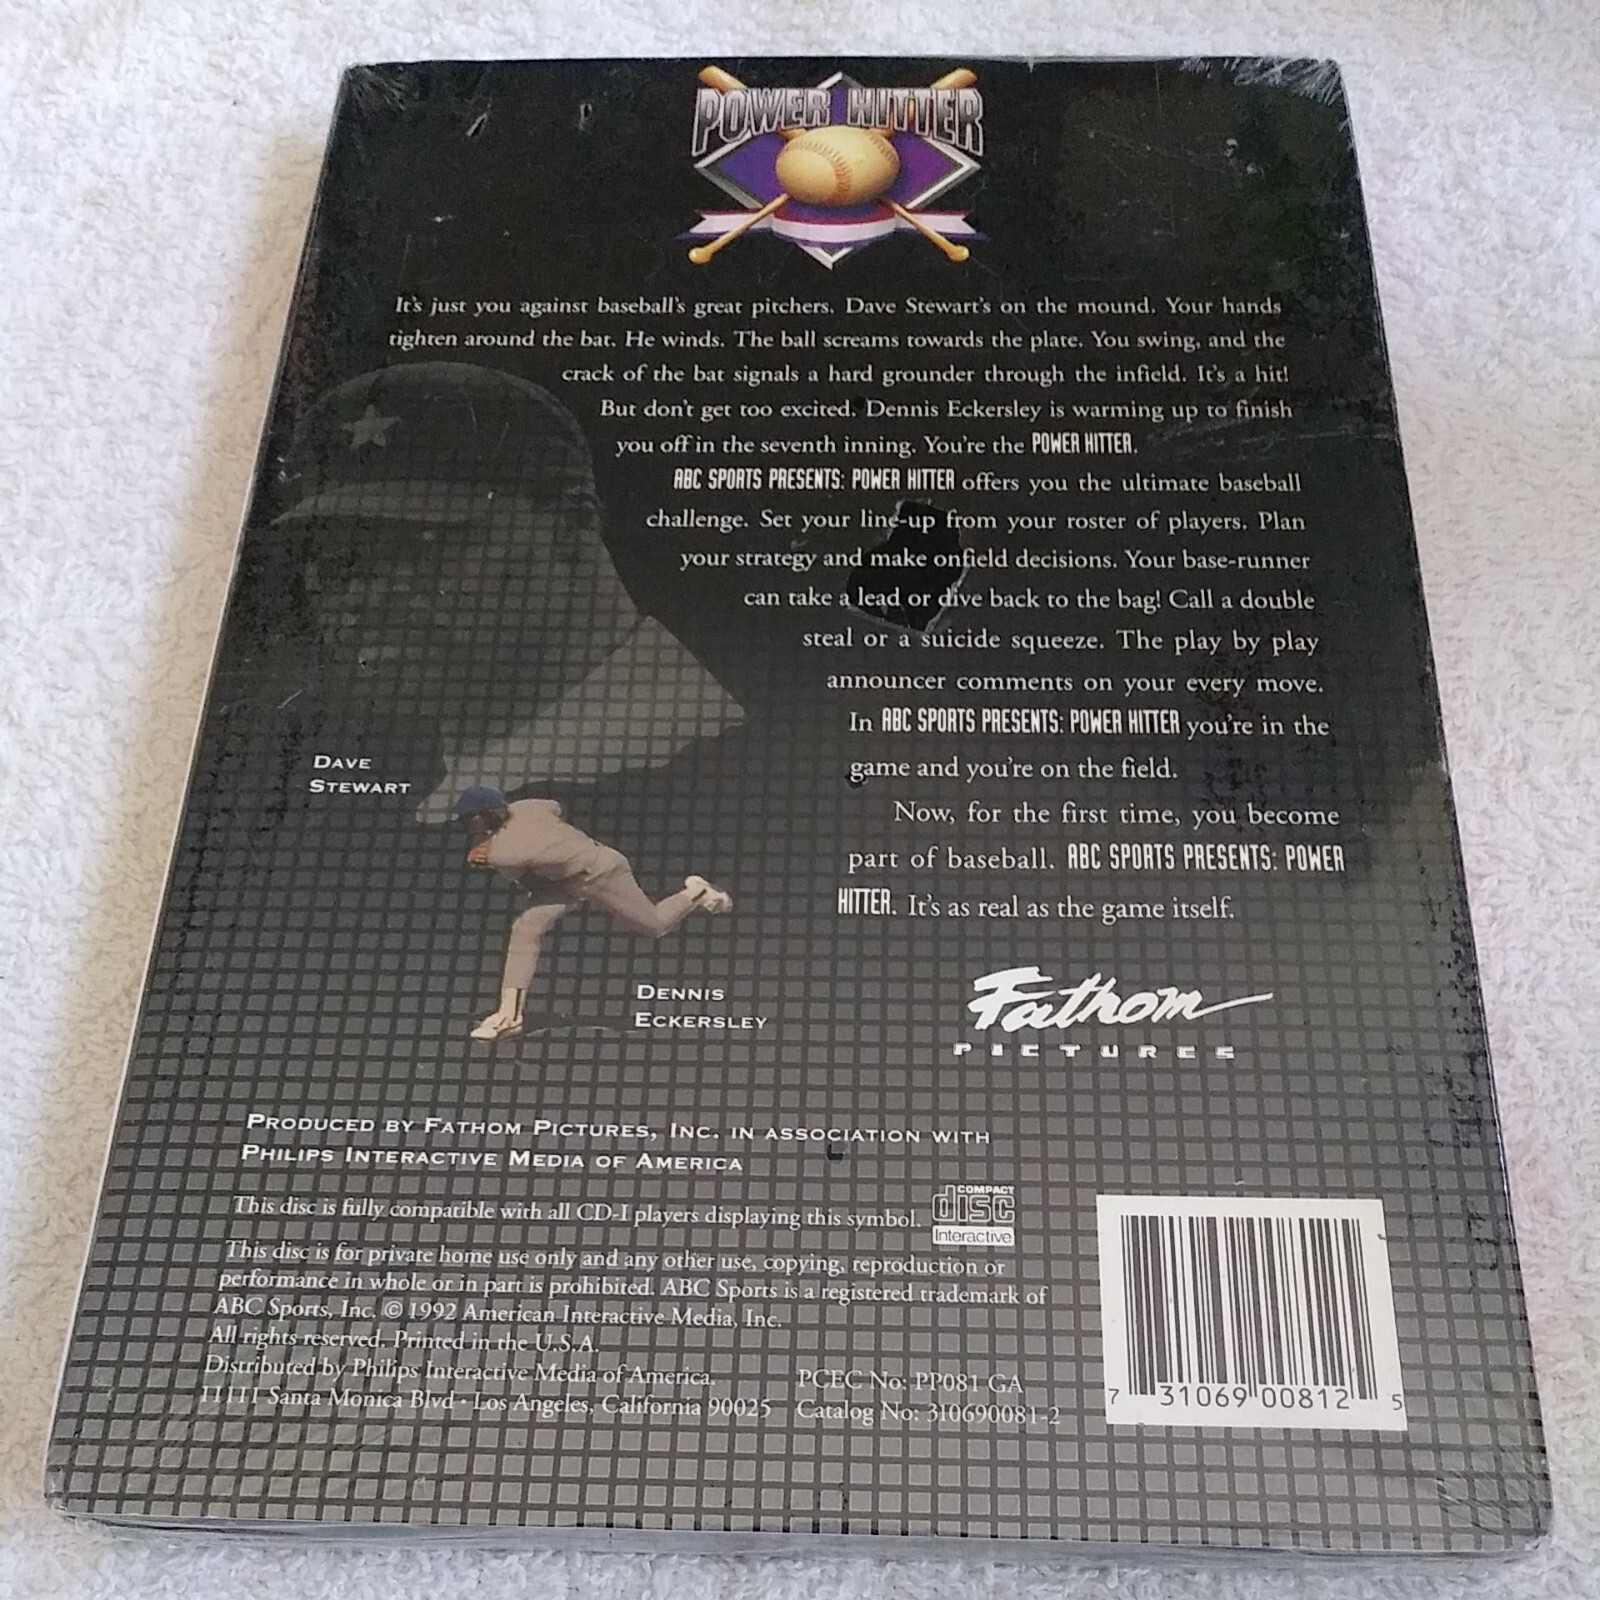 POWER HITTER
It's just you against baseball's great pitchers. Dave Stewart's on the mound. Your hands
tighten around the bat. He winds. The ball screams towards the plate. You swing, and the
crack of the bat signals a hard grounder through the infield. It's a hit!
But don't get too excited. Dennis Eckersley is warming up to finish
you off in the seventh inning. You're the POWER HITTER.
ABC SPORTS PRESENTS: POWER HITTER offers you the ultimate baseball
challenge. Set your line-up from your roster of players. Plan
your strategy and make onfield decisions. Your base-runner
can take a lead or dive back to the bag! Call a double
steal or a suicide squeeze. The play by play
announcer comments on your every move.
In ABC SPORTS PRESENTS: POWER HITTER you're in the
game and you're on the field.
Now, for the first time, you become
part of baseball. ABC SPORTS PRESENTS: POWER
HITTER. It's as real as the game itself.
DAVE
STEWART
DENNIS
ECKERSLEY
Fathom
PICTURES
PRODUCED BY FATHOM PICTURES, INC. IN ASSOCIATION WITH
PHILIPS INTERACTIVE MEDIA OF AMERICA
This disc is fully compatible with all CD-I players displaying this symbol.
COMPACT
disc
Interactive
This disc is for private home use only and any other use, copying, reproduction or
performance in whole or in part is prohibited. ABC Sports is a registered trademark of
ABC Sports, Inc. © 1992 American Interactive Media, Inc.
All rights reserved. Printed in the U.S.A.
Distributed by Philips Interactive Media of America.
11111 Santa Monica Blvd · Los Angeles, California 90025
PCEC No: PP081 GA
Catalog No: 310690081-2
7 31069 00812 5